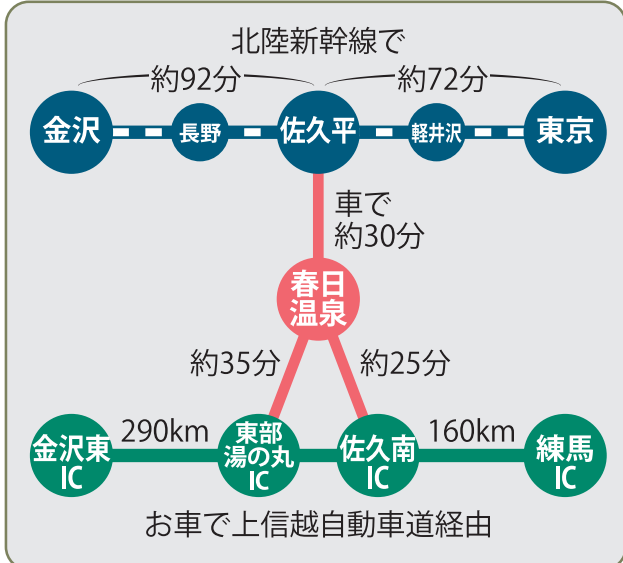 北陸新幹線で
約92分
約72分
金沢
長野
佐久平
軽井沢
東京
車で
約30分
春日
温泉
約35分
約25分
金沢東
IC
290km
東部
湯の丸
IC
佐久南
IC
160km
練馬
IC
お車で上信越自動車道経由